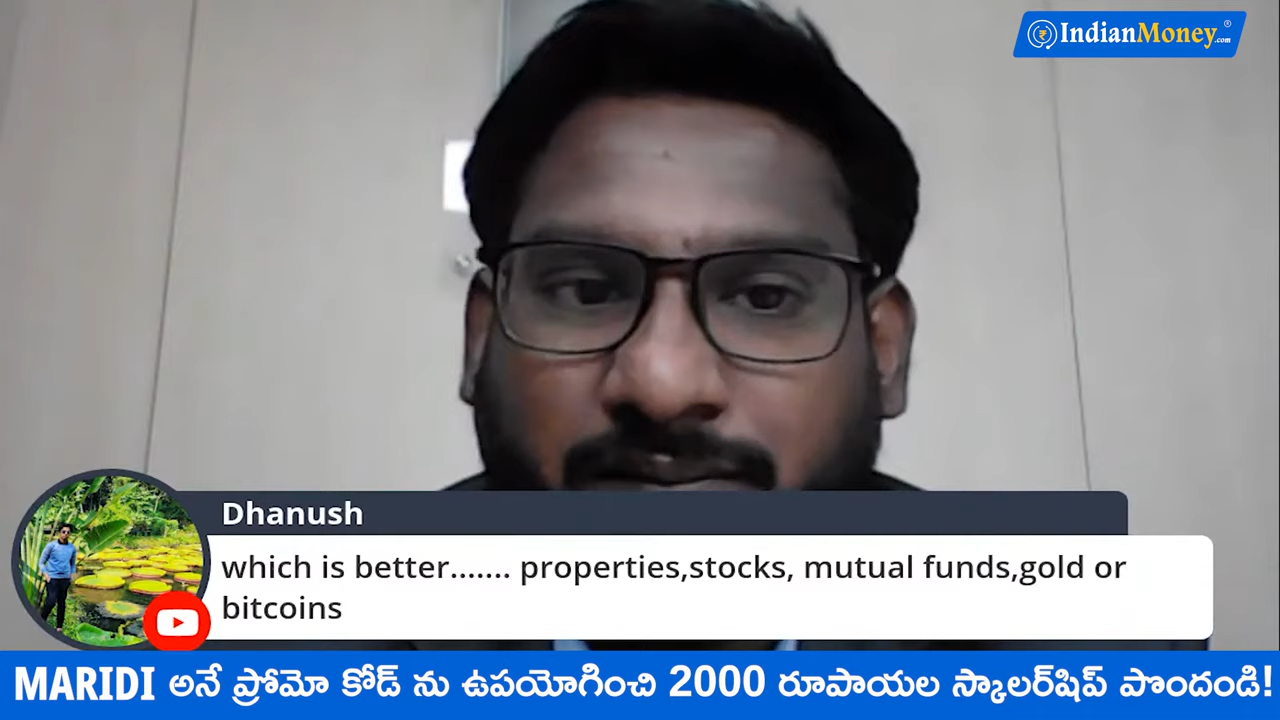 IndianMoney.com®
Dhanush
which is better....... properties,stocks, mutual funds,gold or
bitcoins
MARIDI అనే ప్రోమో కోడ్ ను ఉపయోగించి 2000 రూపాయల స్కాలర్‌షిప్ పొందండి!